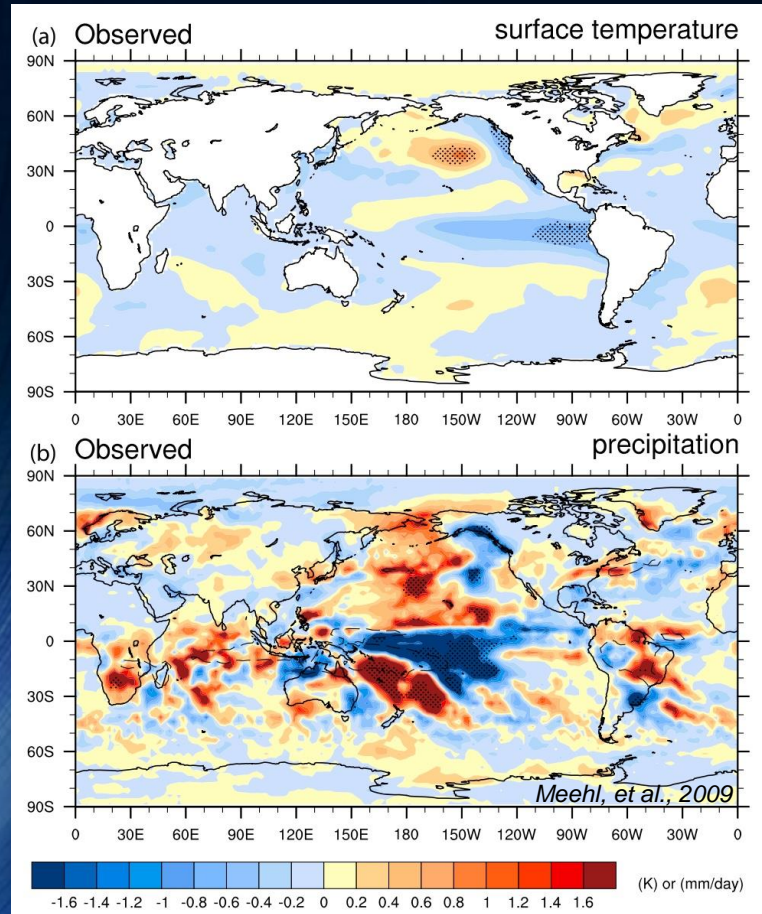 (a) Observed surface temperature
90N
60N
30N
0
30S
60S
90S
0 30E 60E 90E 120E 150E 180 150W 120W 90W 60W 30W 0
(b) Observed precipitation
90N
60N
30N
0
30S
60S
90S
Meehl, et al., 2009
0 30E 60E 90E 120E 150E 180 150W 120W 90W 60W 30W 0
-1.6 -1.4 -1.2 -1 -0.8 -0.6 -0.4 -0.2 0 0.2 0.4 0.6 0.8 1 1.2 1.4 1.6 (K) or (mm/day)